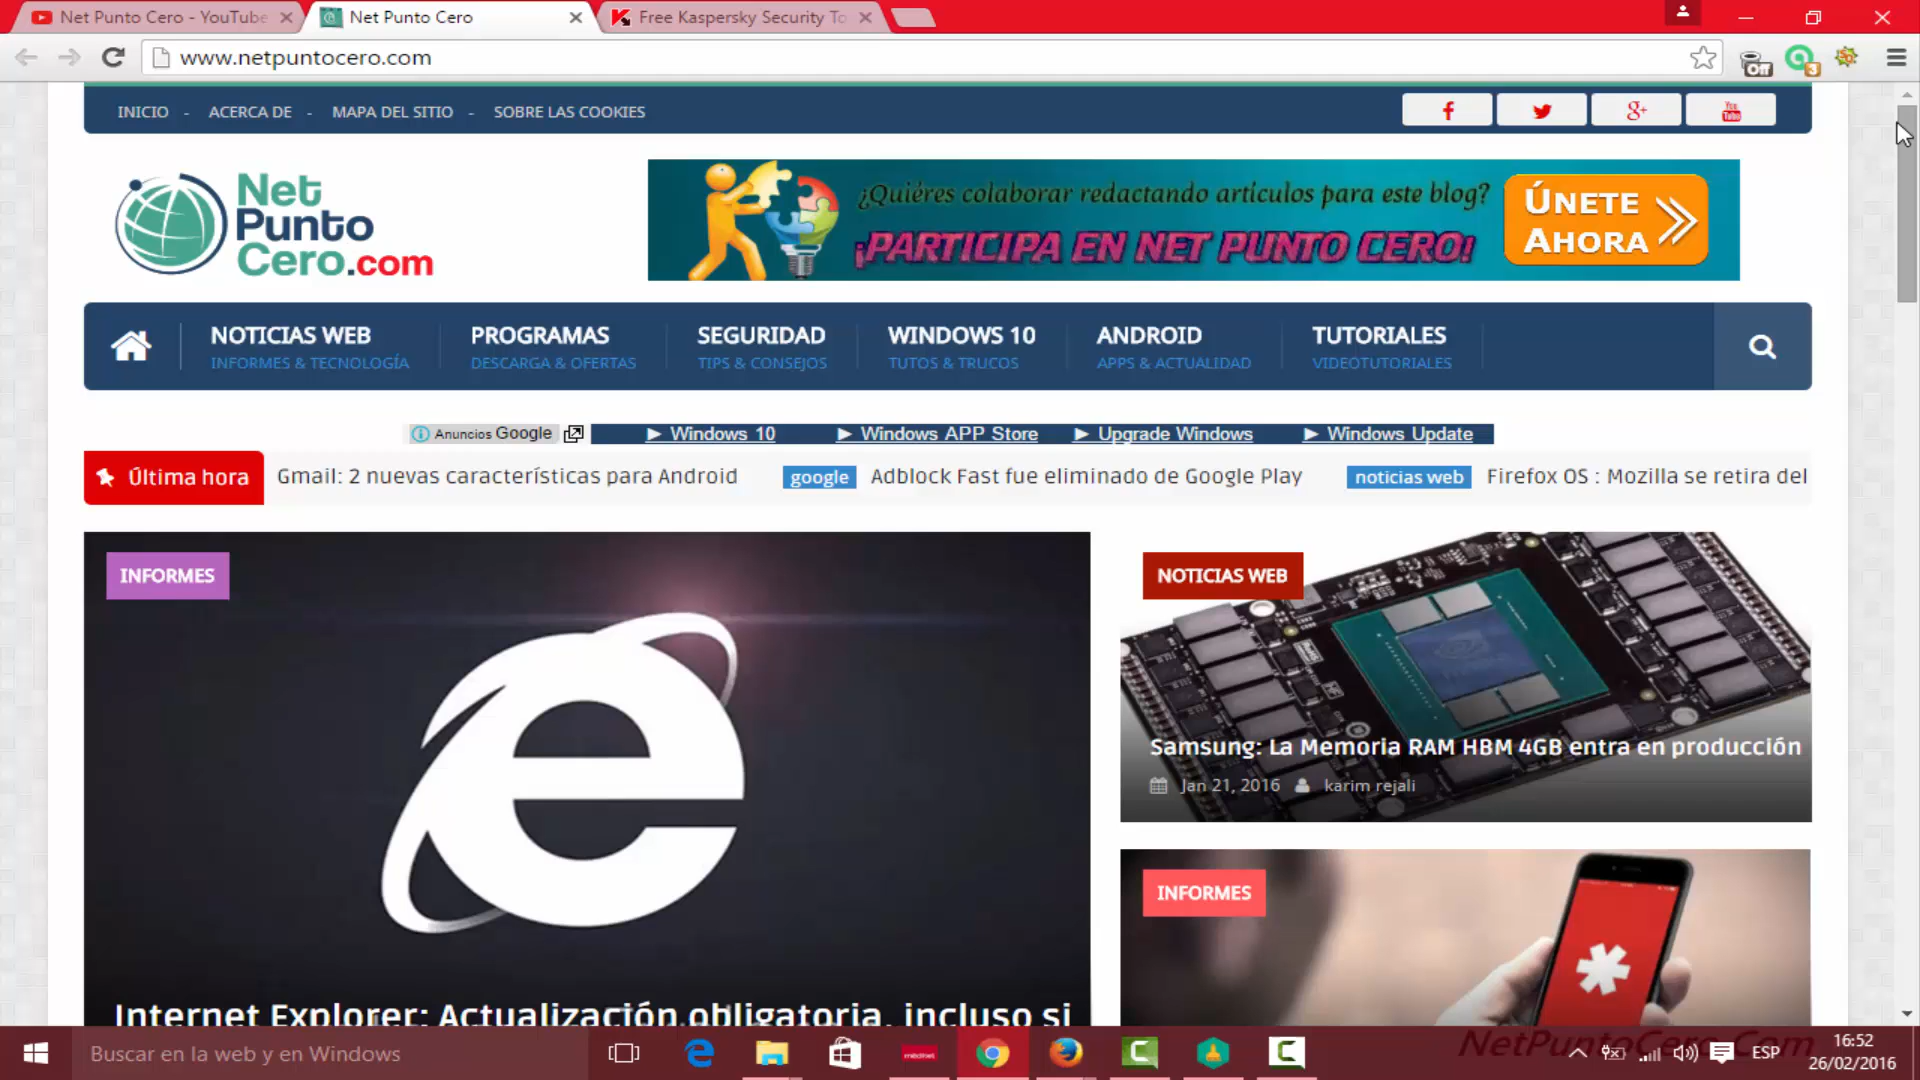 Net Punto Cero - YouTube
Net Punto Cero
Free Kaspersky Security To
www.netpuntocero.com
Off
3
INICIO - ACERCA DE - MAPA DEL SITIO - SOBRE LAS COOKIES
You Tube
Net
Punto
Cero.com
¿Quiéres colaborar redactando artículos para este blog?
¡PARTICIPA EN NET PUNTO CERO!
ÚNETE
AHORA
NOTICIAS WEB
INFORMES & TECNOLOGÍA
PROGRAMAS
DESCARGA & OFERTAS
SEGURIDAD
TIPS & CONSEJOS
WINDOWS 10
TUTOS & TRUCOS
ANDROID
APPS & ACTUALIDAD
TUTORIALES
VIDEOTUTORIALES
Anuncios Google
► Windows 10
► Windows APP Store
► Upgrade Windows
► Windows Update
Última hora
Gmail: 2 nuevas características para Android
google
Adblock Fast fue eliminado de Google Play
noticias web
Firefox OS : Mozilla se retira del
INFORMES
Internet Explorer: Actualización obligatoria, incluso si
NOTICIAS WEB
Samsung: La Memoria RAM HBM 4GB entra en producción
Jan 21, 2016 karim rejali
INFORMES
Buscar en la web y en Windows
NetPuntoCero.Com
ESP
16:52
26/02/2016